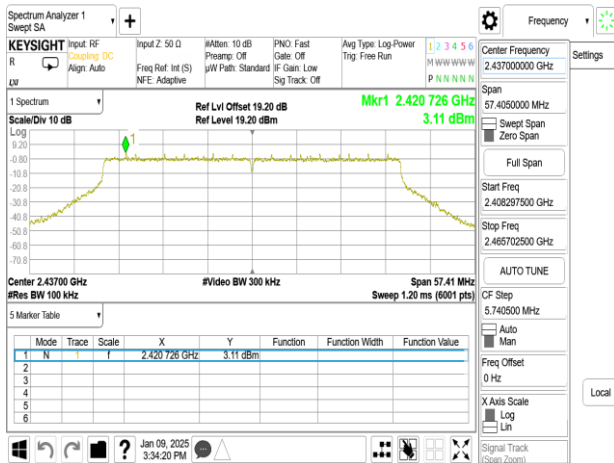 Spectrum Analyzer 1
Swept SA
Frequency
KEYSIGHT
R
LXI
Input: RF
Coupling: DC
Align: Auto
Input Z: 50 Ω
Freq Ref: Int (S)
NFE: Adaptive
#Atten: 10 dB
Preamp: Off
µW Path: Standard
PNO: Fast
Gate: Off
IF Gain: Low
Sig Track: Off
Avg Type: Log-Power
Trig: Free Run
1 2 3 4 5 6
M W W W W W
P N N N N N
1 Spectrum
Scale/Div 10 dB
Ref Lvl Offset 19.20 dB
Ref Level 19.20 dBm
Mkr1 2.420 726 GHz
3.11 dBm
Log
9.20
-0.80
-10.8
-20.8
-30.8
-40.8
-50.8
-60.8
-70.8
1
Center 2.43700 GHz
#Res BW 100 kHz
#Video BW 300 kHz
Span 57.41 MHz
Sweep 1.20 ms (6001 pts)
5 Marker Table
Mode Trace Scale X Y Function Function Width Function Value
1 N 1 f 2.420 726 GHz 3.11 dBm
2
3
4
5
6
Jan 09, 2025
3:34:20 PM
Center Frequency
2.437000000 GHz
Settings
Span
57.4050000 MHz
Swept Span
Zero Span
Full Span
Start Freq
2.408297500 GHz
Stop Freq
2.465702500 GHz
AUTO TUNE
CF Step
5.740500 MHz
Auto
Man
Freq Offset
0 Hz
X Axis Scale
Log
Lin
Signal Track
(Span Zoom)
Local